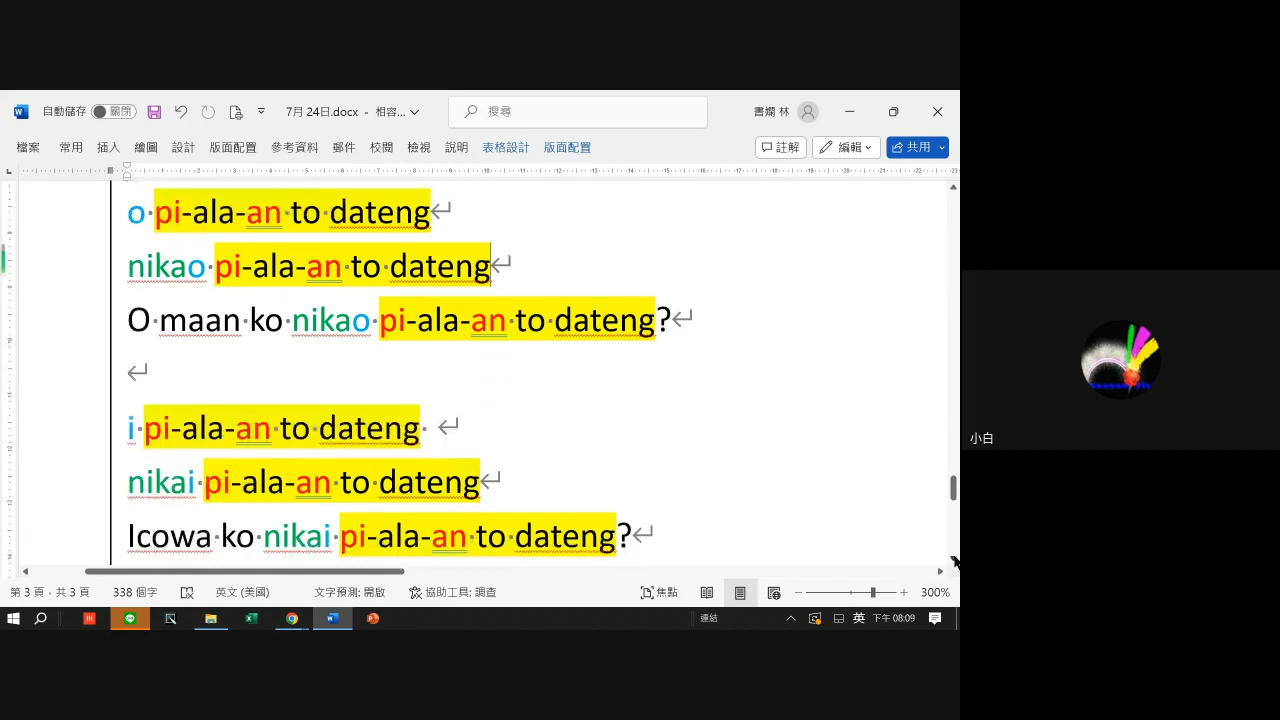 自動儲存 關閉 7月 24日.docx - 相容... 搜尋 書嫻 林
檔案 常用 插入 繪圖 設計 版面配置 參考資料 郵件 校閱 檢視 說明 表格設計 版面配置 註解 編輯 共用
o pi-ala-an to dateng
nikao pi-ala-an to dateng
O maan ko nikao pi-ala-an to dateng?
i pi-ala-an to dateng
nikai pi-ala-an to dateng
Icowa ko nikai pi-ala-an to dateng?
小白
第 3 頁，共 3 頁 338 個字 英文 (美國) 文字預測: 開啟 協助工具: 調查 焦點 300%
連結 英 下午 08:09